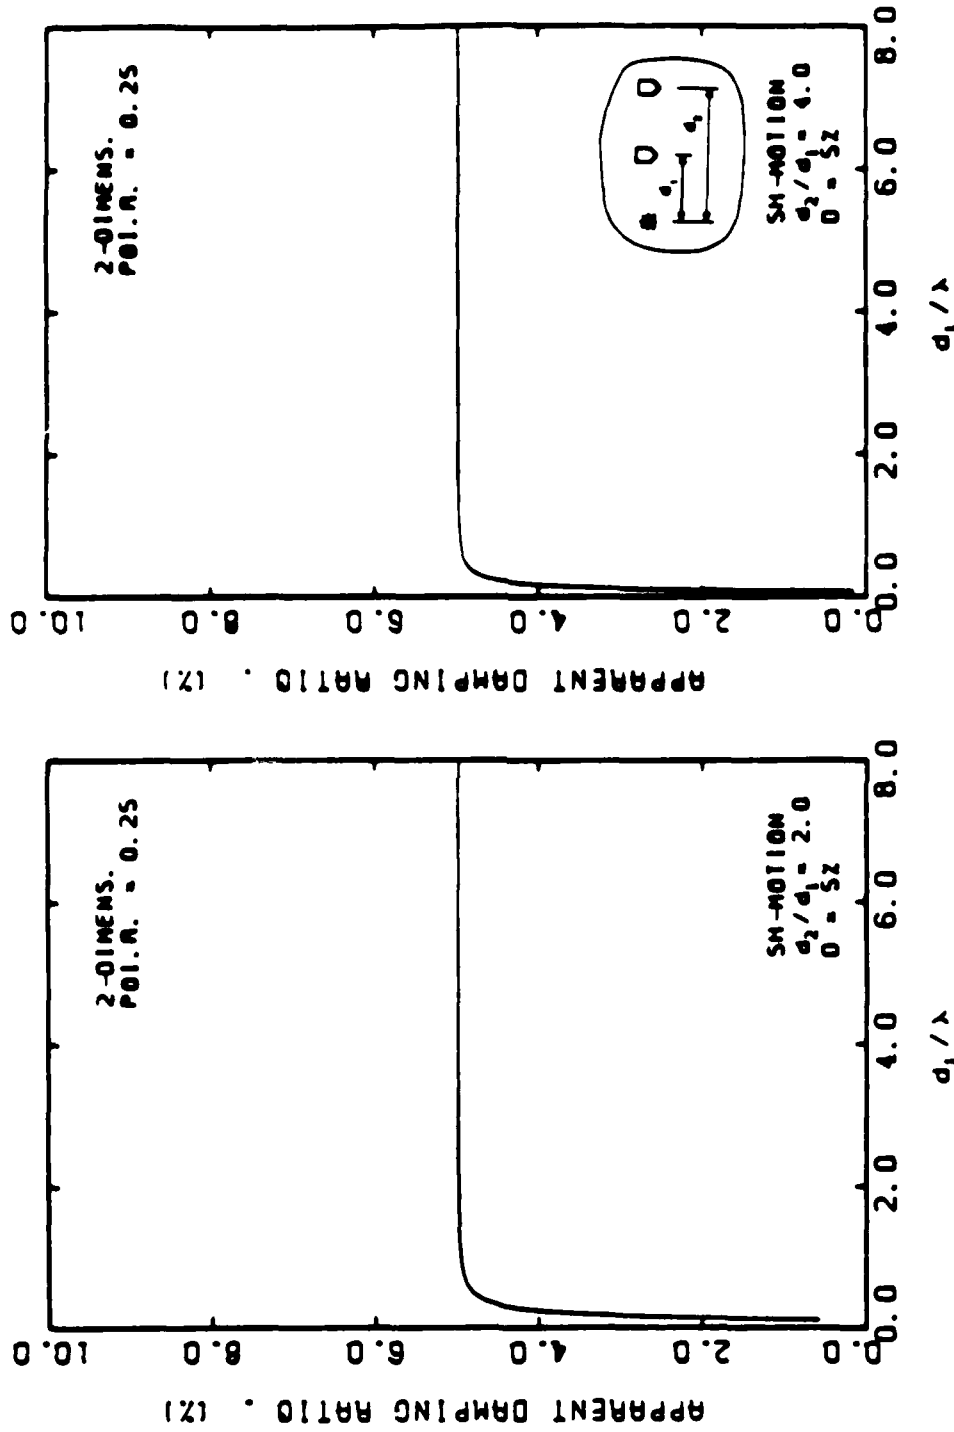 10.0
8.0
6.0
4.0
2.0
0.0
APPARENT DAMPING RATIO . (%)
2-DIMENS.
POI.R. = 0.25
SH-MOTION
d₂/d₁ = 2.0
D = 5%
0.0 2.0 4.0 6.0 8.0
d₁/λ
10.0
8.0
6.0
4.0
2.0
0.0
APPARENT DAMPING RATIO . (%)
2-DIMENS.
POI.R. = 0.25
d₁
d₂
SH-MOTION
d₂/d₁ = 4.0
D = 5%
0.0 2.0 4.0 6.0 8.0
d₁/λ